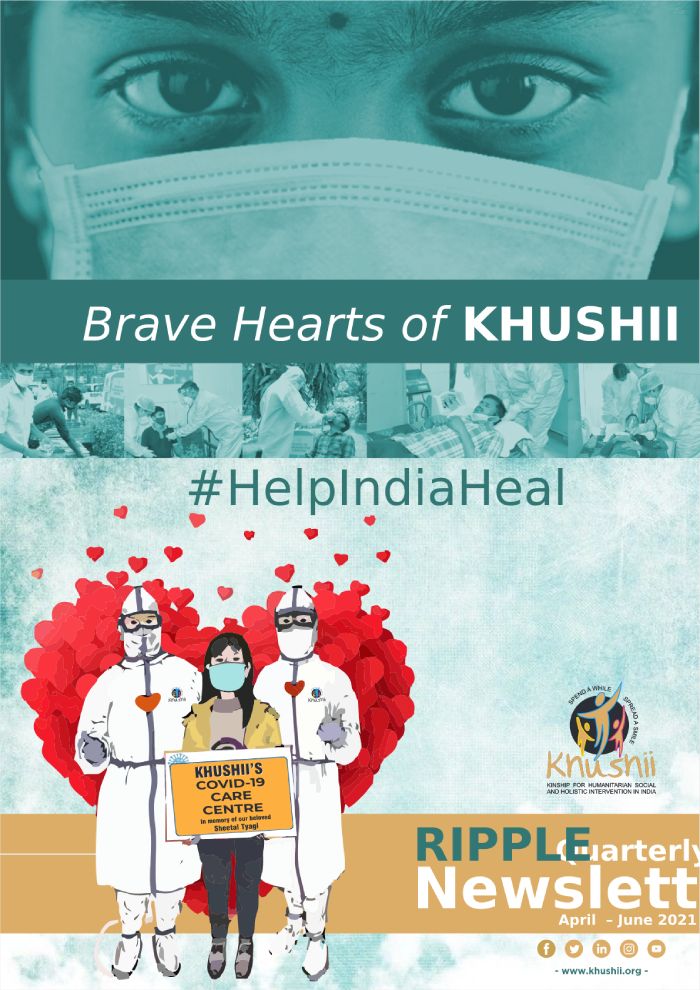 Brave Hearts of KHUSHII
#HelpIndiaHeal
SPEND A WHILE SPREAD A SMILE
Khushii
KINSHIP FOR HUMANITARIAN SOCIAL
AND HOLISTIC INTERVENTION IN INDIA
KHUSHII'S
COVID-19
CARE
CENTRE
In memory of our beloved
Sheetal Tyagi
RIPPLE Quarterly
Newslett
April – June 2021
- www.khushii.org -